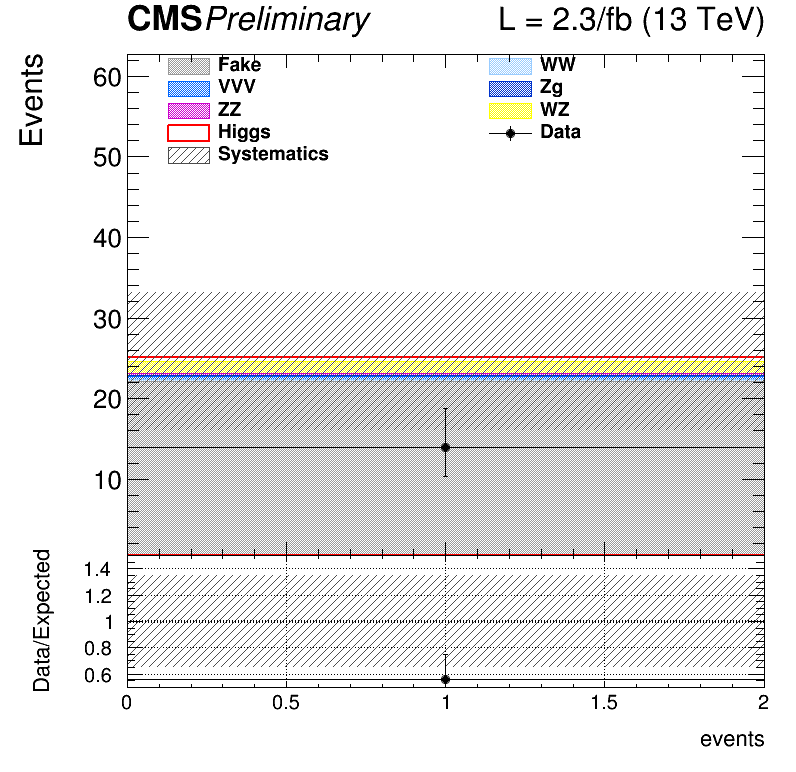 CMS Preliminary L = 2.3/fb (13 TeV)
Events
60
50
40
30
20
10
Fake
VVV
ZZ
Higgs
Systematics
WW
Zg
WZ
Data
Data/Expected
1.4
1.2
1
0.8
0.6
0 0.5 1 1.5 2
events